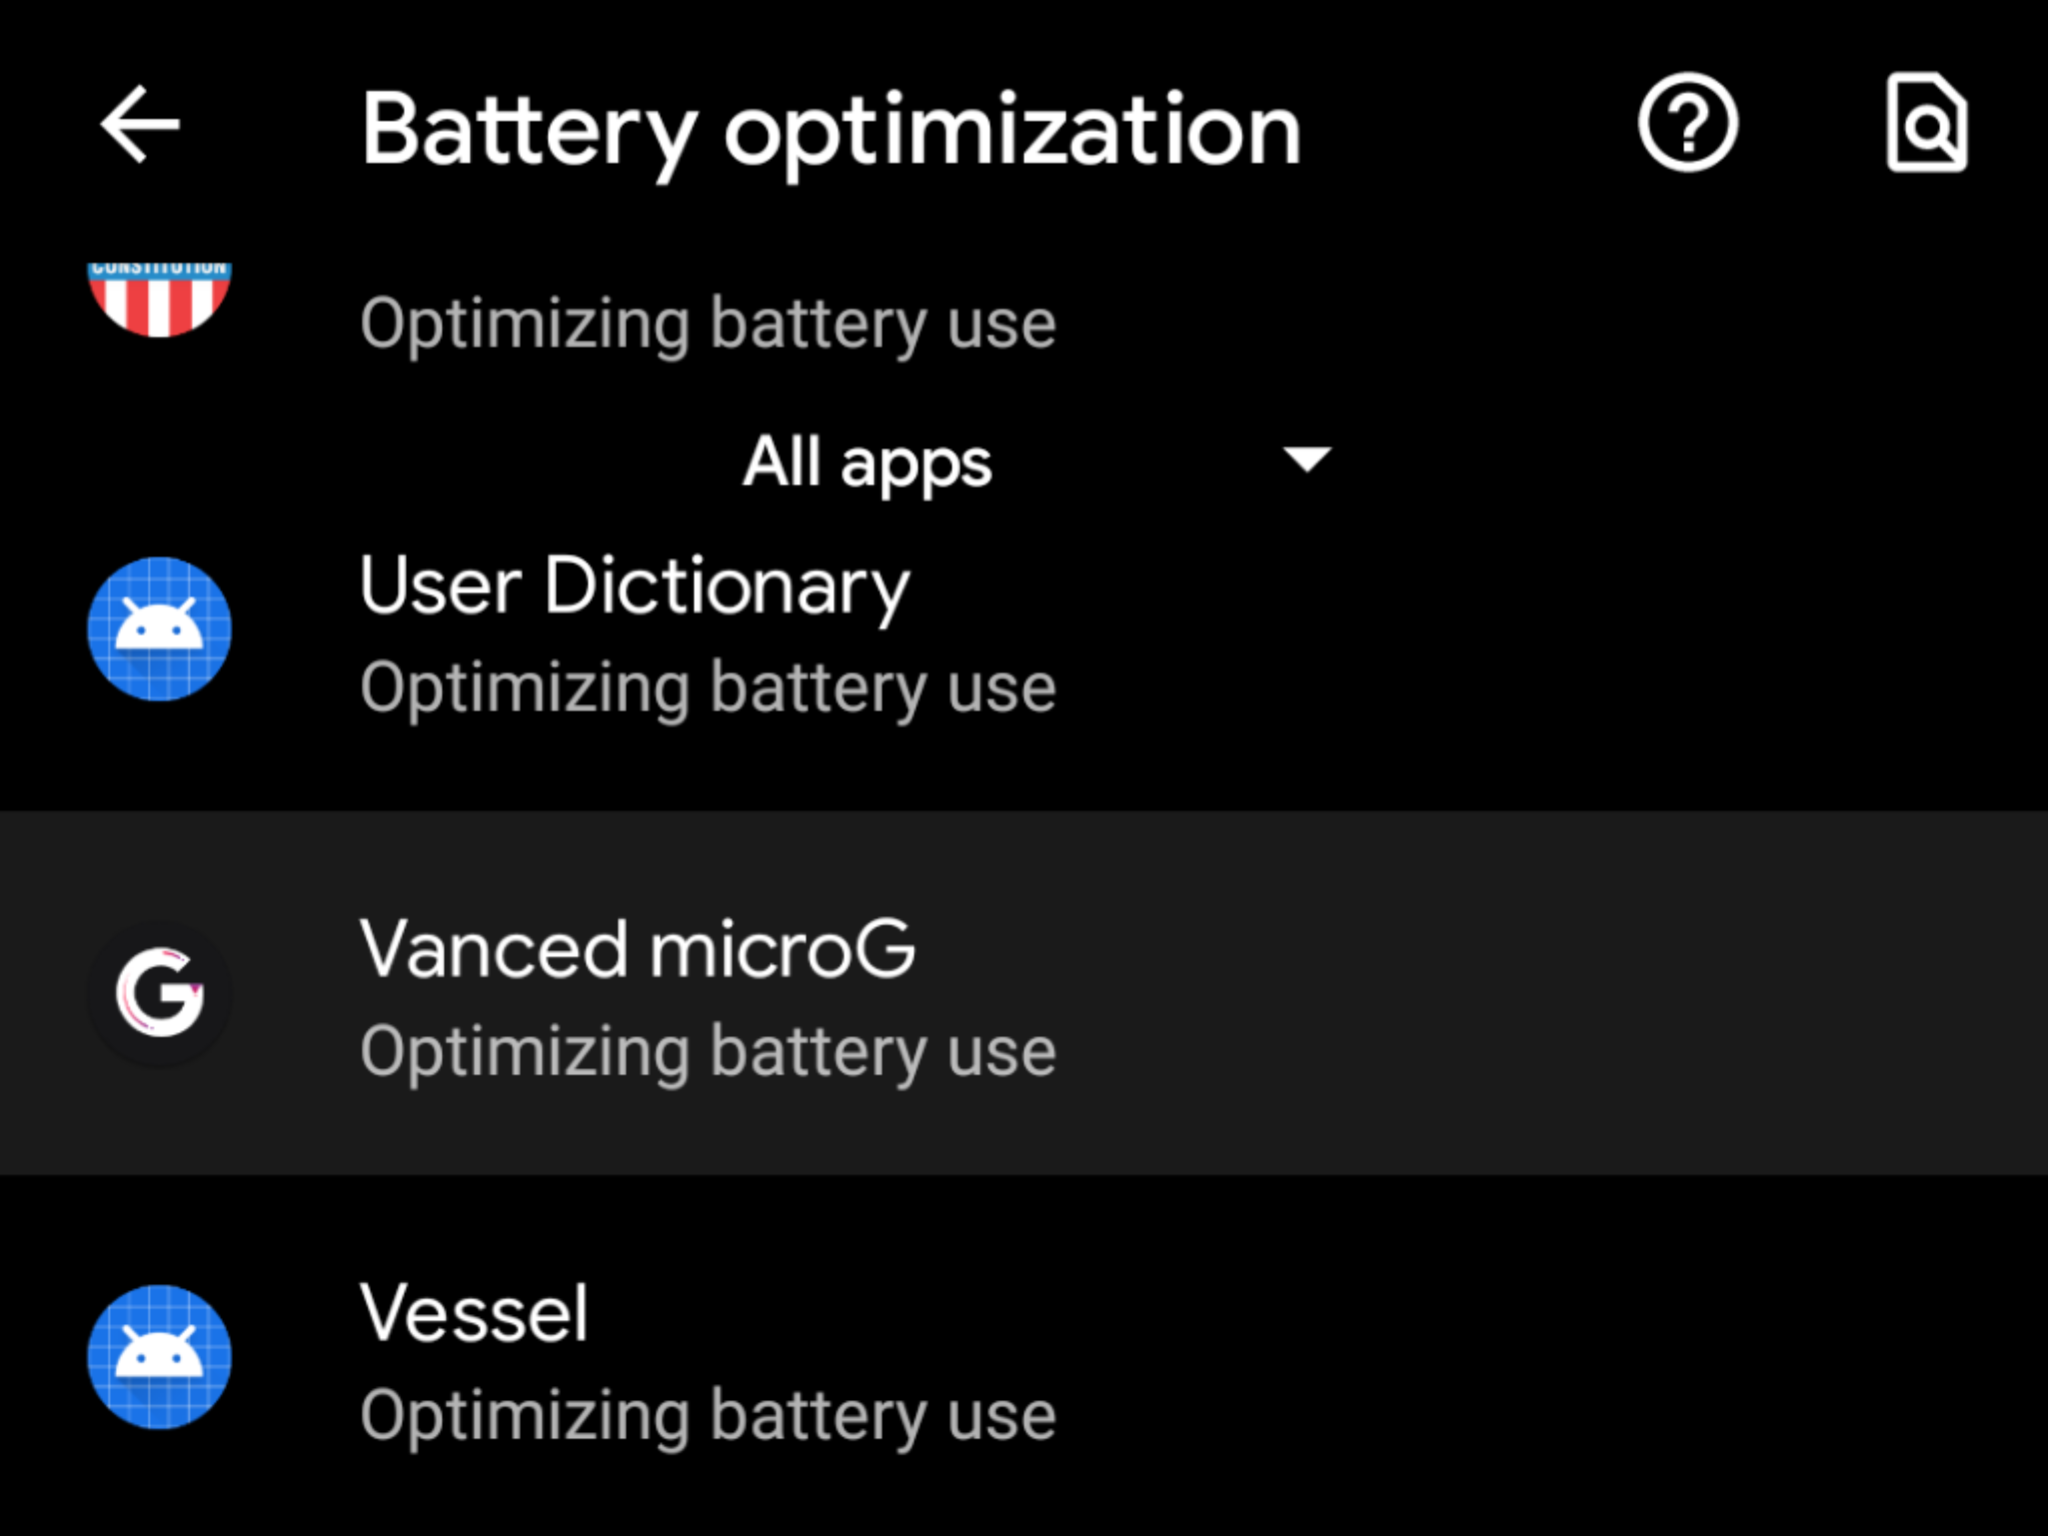 Battery optimization
CONSTITUTION
Optimizing battery use
All apps
User Dictionary
Optimizing battery use
Vanced microG
Optimizing battery use
Vessel
Optimizing battery use